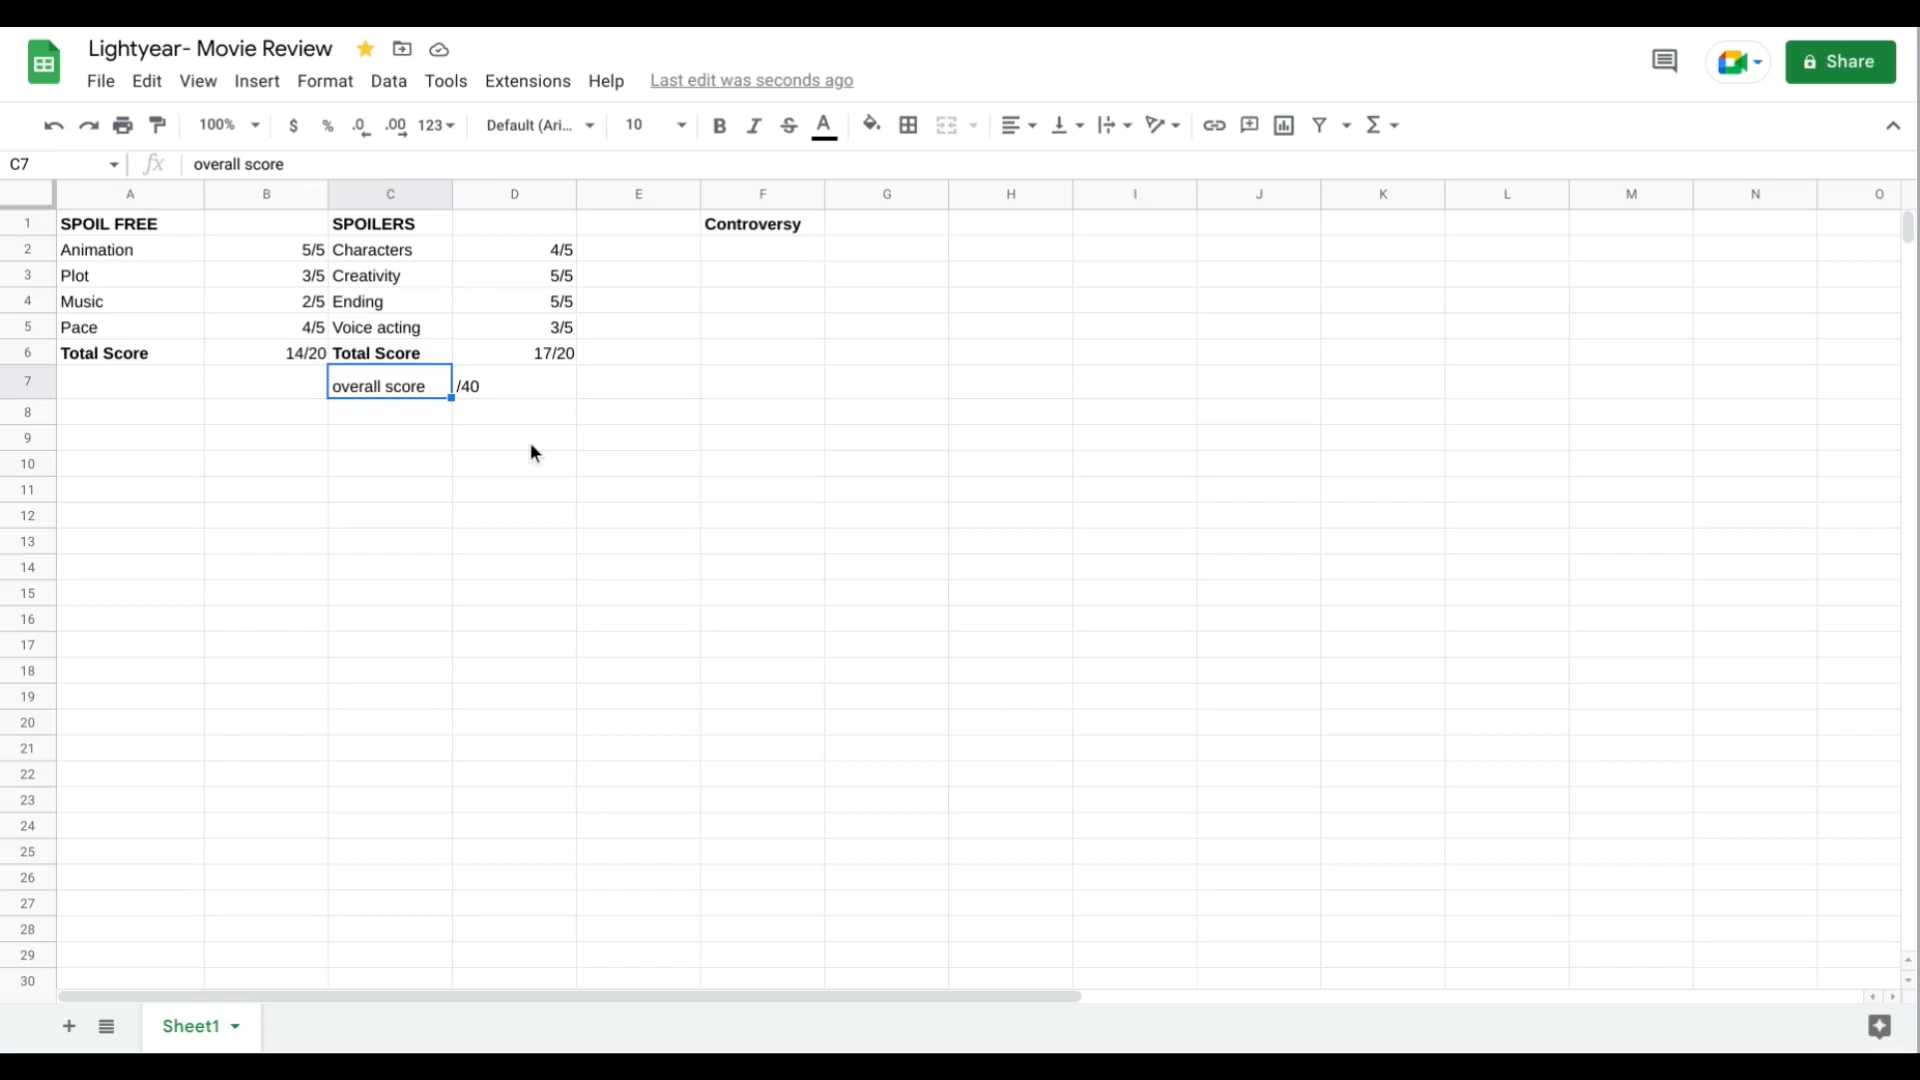 Lightyear- Movie Review
File Edit View Insert Format Data Tools Extensions Help Last edit was seconds ago
Share
100% $ % .0 .00 123 Default (Ari... 10 B I S A
C7 fx overall score
A B C D E F G H I J K L M N O
1 SPOIL FREE SPOILERS Controversy
2 Animation 5/5 Characters 4/5
3 Plot 3/5 Creativity 5/5
4 Music 2/5 Ending 5/5
5 Pace 4/5 Voice acting 3/5
6 Total Score 14/20 Total Score 17/20
7 overall score /40
8
9
10
11
12
13
14
15
16
17
18
19
20
21
22
23
24
25
26
27
28
29
30
Sheet1